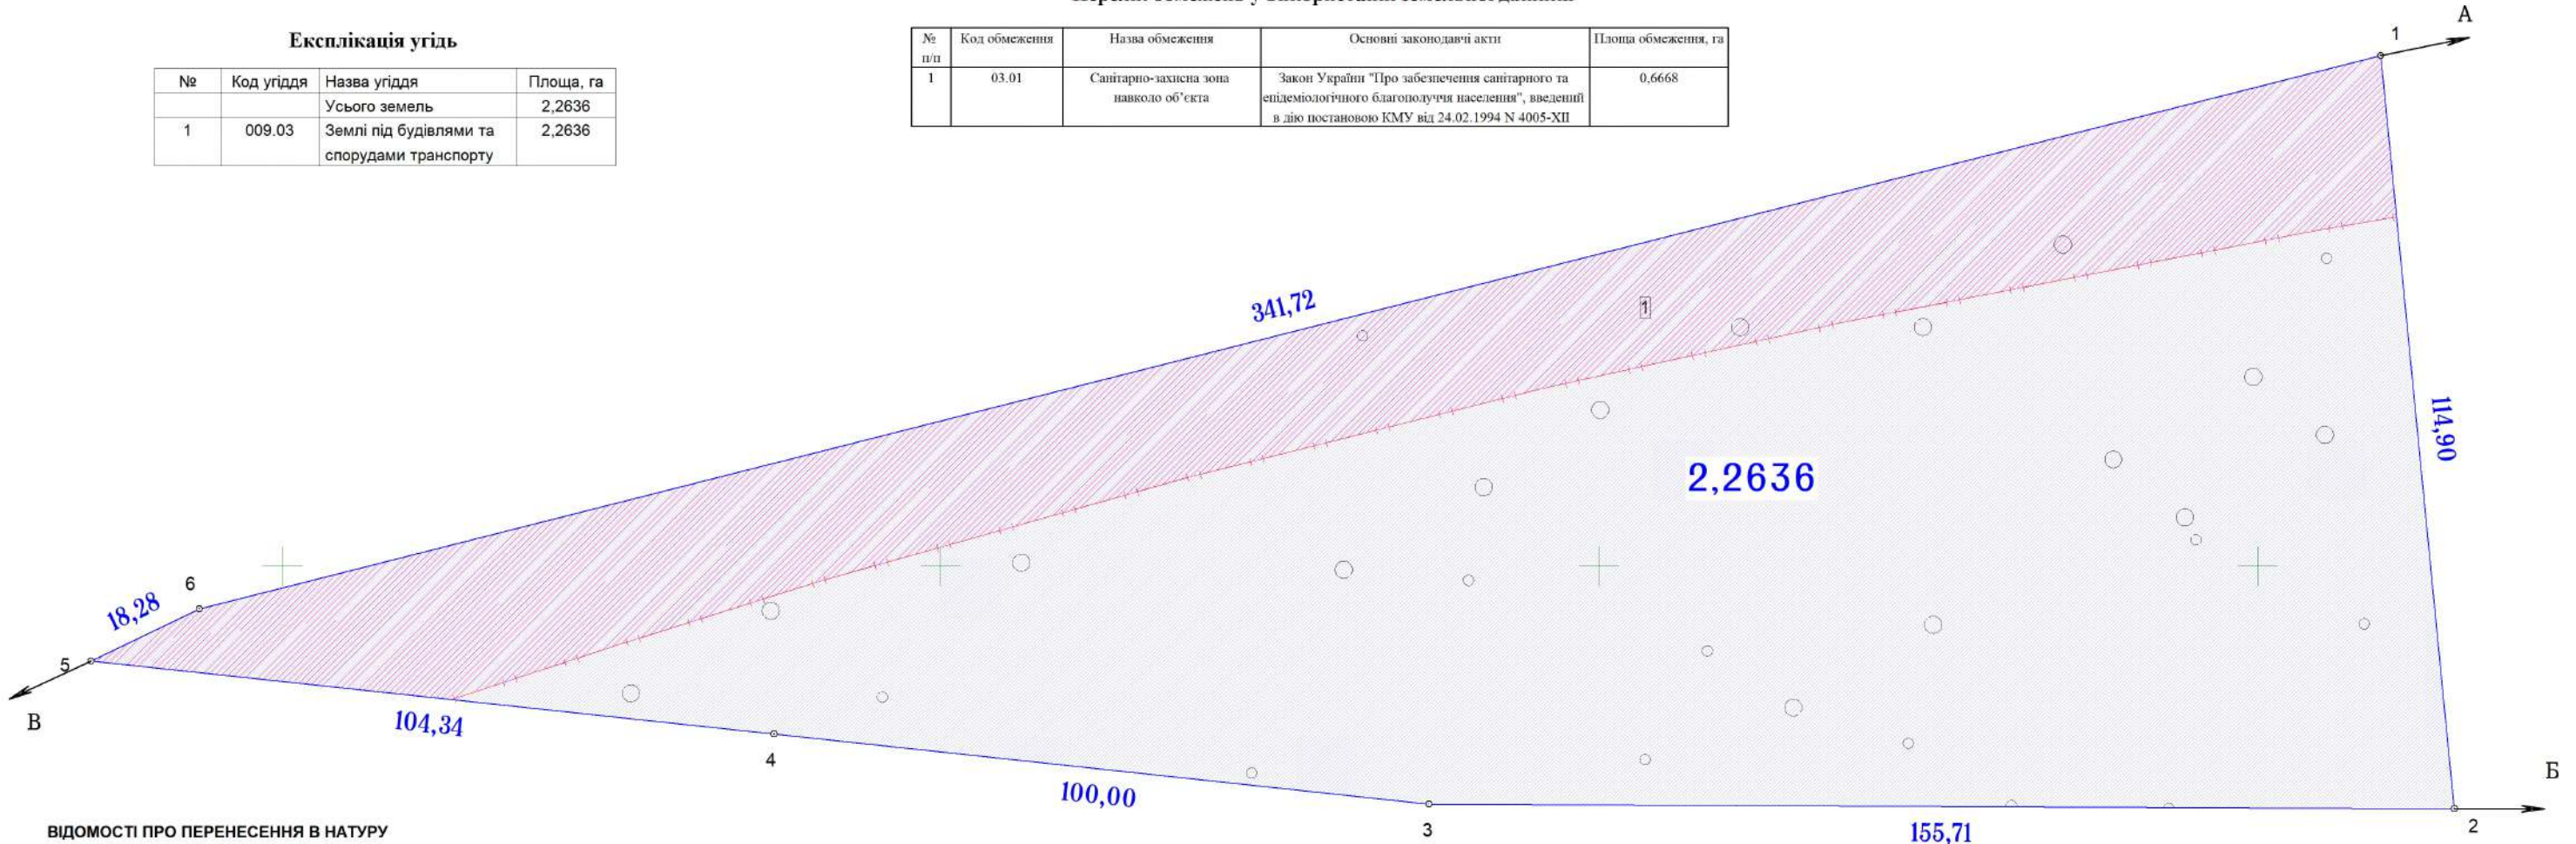 Експлікація угідь
№ Код угіддя Назва угіддя Площа, га
Усього земель 2,2636
1 009.03 Землі під будівлями та 2,2636
спорудами транспорту
№ Код обмеження Назва обмеження Основні законодавчі акти Площа обмеження, га
п/п
1 03.01 Санітарно-захисна зона Закон України "Про забезпечення санітарного та 0,6668
навколо об’єкта епідеміологічного благополуччя населення", введений
в дію постановою КМУ від 24.02.1994 N 4005-XII
А
1
341,72
1
114,90
2,2636
6
18,28
5
В
104,34
4
100,00
3
155,71
2
Б
ВІДОМОСТІ ПРО ПЕРЕНЕСЕННЯ В НАТУРУ